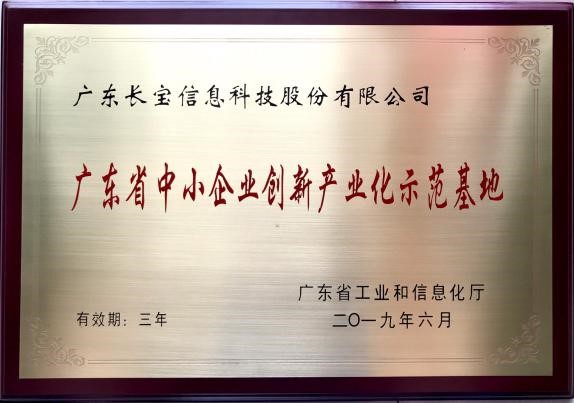 广东长宝信息科技股份有限公司
广东省中小企业创新产业化示范基地
广东省工业和信息化厅
有效期：三年
二〇一九年六月